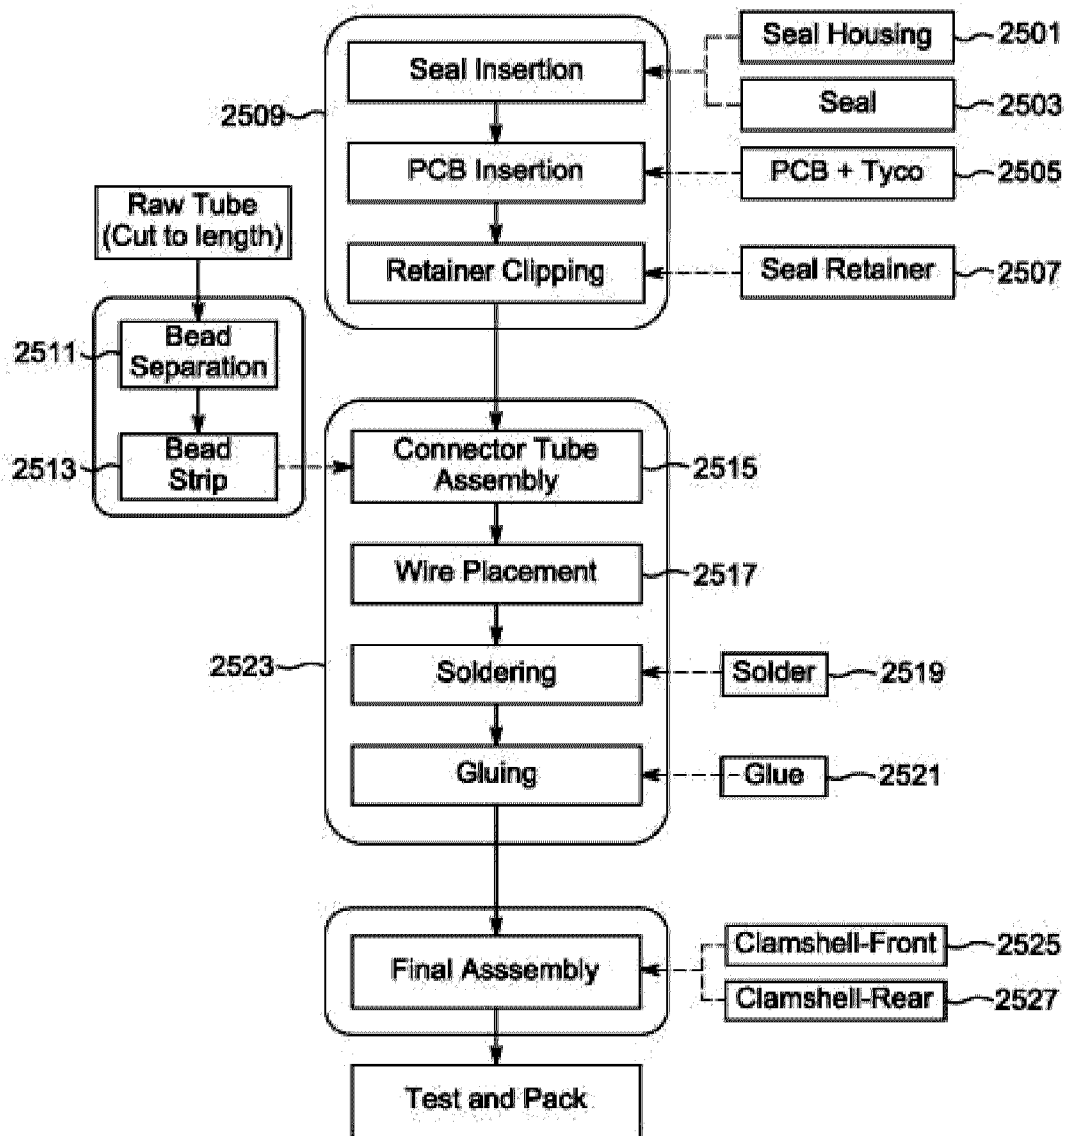 Seal Housing
2501
Seal Insertion
Seal
2503
2509
PCB Insertion
PCB + Tyco
2505
Raw Tube
(Cut to length)
Retainer Clipping
Seal Retainer
2507
2511
Bead
Separation
2513
Bead
Strip
Connector Tube
Assembly
2515
Wire Placement
2517
2523
Soldering
Solder
2519
Gluing
Glue
2521
Clamshell-Front
2525
Final Asssembly
Clamshell-Rear
2527
Test and Pack